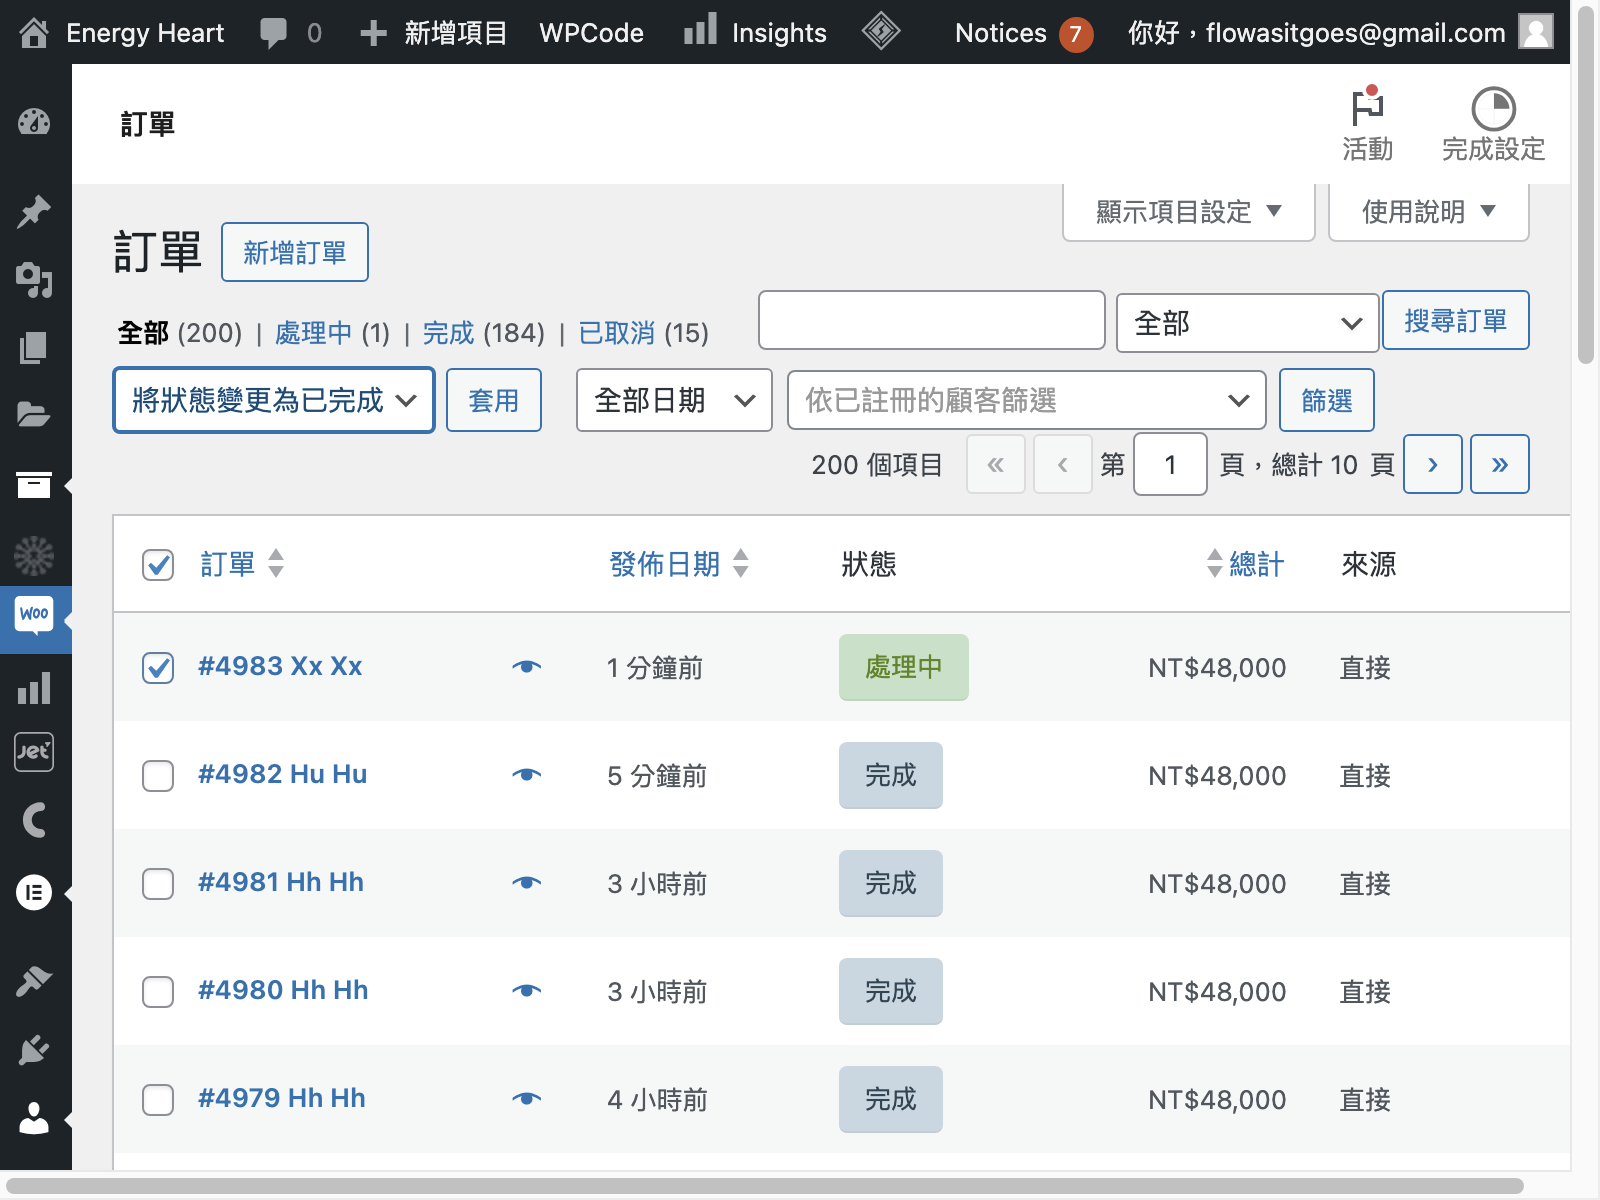 Energy Heart 0 新增項目 WPCode Insights Notices 7 你好，flowasitgoes@gmail.com
訂單
活動
完成設定
顯示項目設定 ▼ 使用說明 ▼
訂單 新增訂單
全部 (200) | 處理中 (1) | 完成 (184) | 已取消 (15)
全部 搜尋訂單
將狀態變更為已完成 套用 全部日期 依已註冊的顧客篩選 篩選
200 個項目 « ‹ 第 1 頁，總計 10 頁 › »
訂單 發佈日期 狀態 總計 來源
Woo
#4983 Xx Xx 1 分鐘前 處理中 NT$48,000 直接
Jet
#4982 Hu Hu 5 分鐘前 完成 NT$48,000 直接
#4981 Hh Hh 3 小時前 完成 NT$48,000 直接
#4980 Hh Hh 3 小時前 完成 NT$48,000 直接
#4979 Hh Hh 4 小時前 完成 NT$48,000 直接